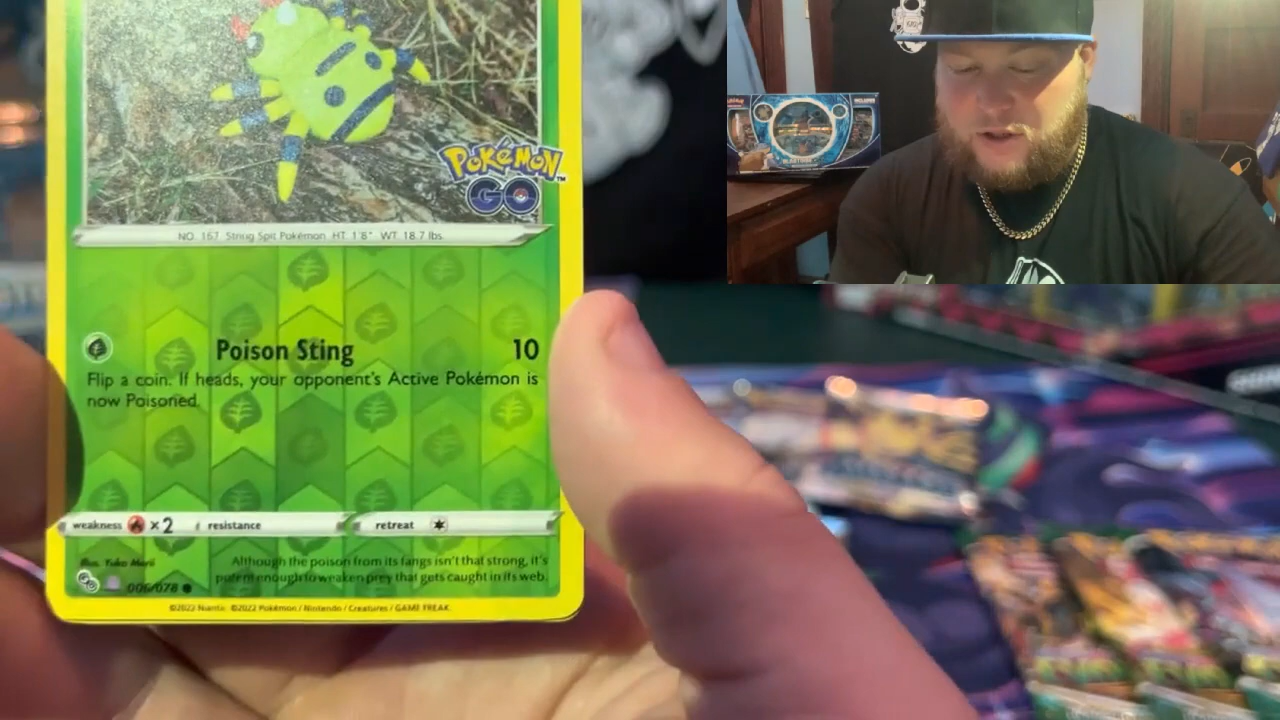 POKÉMON
GO
NO. 167 String Spit Pokémon HT. 1'8" WT. 18.7 lbs.
Poison Sting 10
Flip a coin. If heads, your opponent's Active Pokémon is
now Poisoned.
weakness ×2 resistance retreat
Illus. Yuka Morii
Although the poison from its fangs isn't that strong, it's
potent enough to weaken prey that gets caught in its web.
006/078
©2022 Niantic. ©2022 Pokémon / Nintendo / Creatures / GAME FREAK.